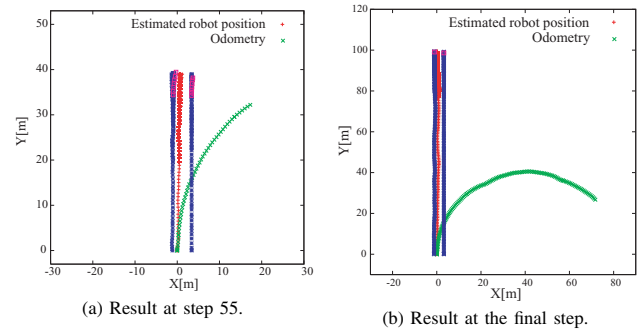 Estimated robot position
Odometry
Y[m]
50
40
30
20
10
0
-30
-20
-10
0
10
20
30
X[m]
(a) Result at step 55.
Estimated robot position
Odometry
Y[m]
120
100
80
60
40
20
0
-20
0
20
40
60
80
X[m]
(b) Result at the final step.